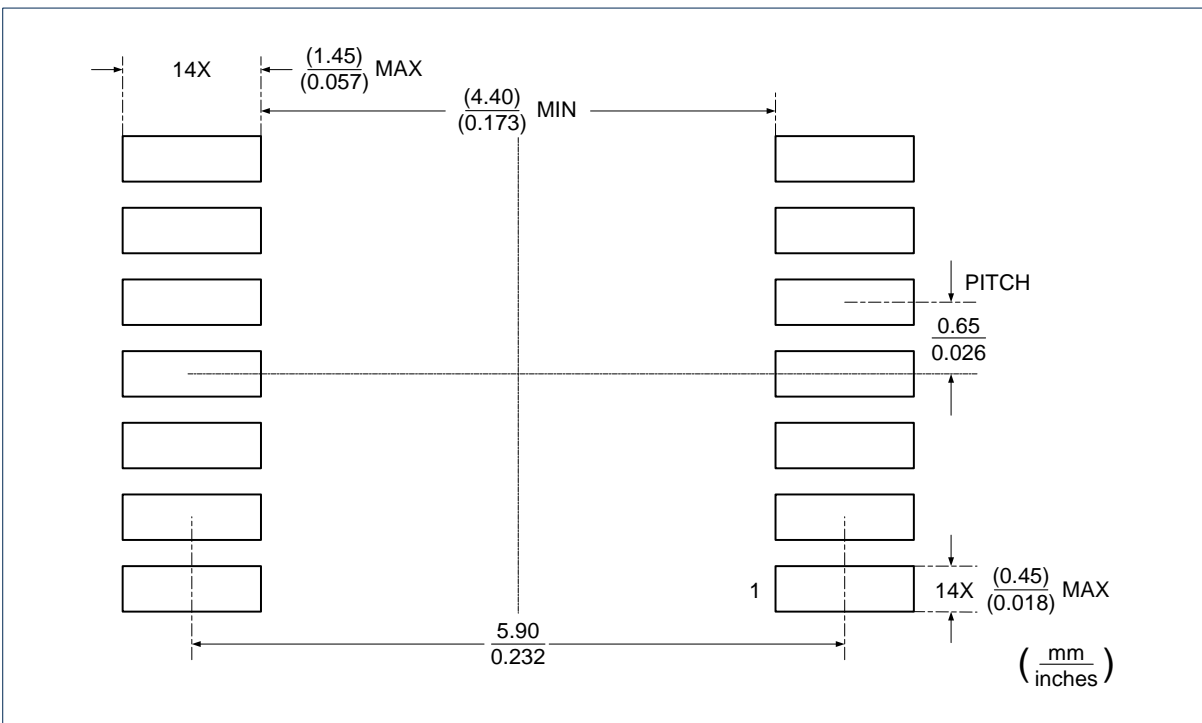 14X
(1.45)
(0.057) MAX
(4.40)
(0.173) MIN
PITCH
0.65
0.026
1
14X
(0.45)
(0.018) MAX
5.90
0.232
(mm
inches)